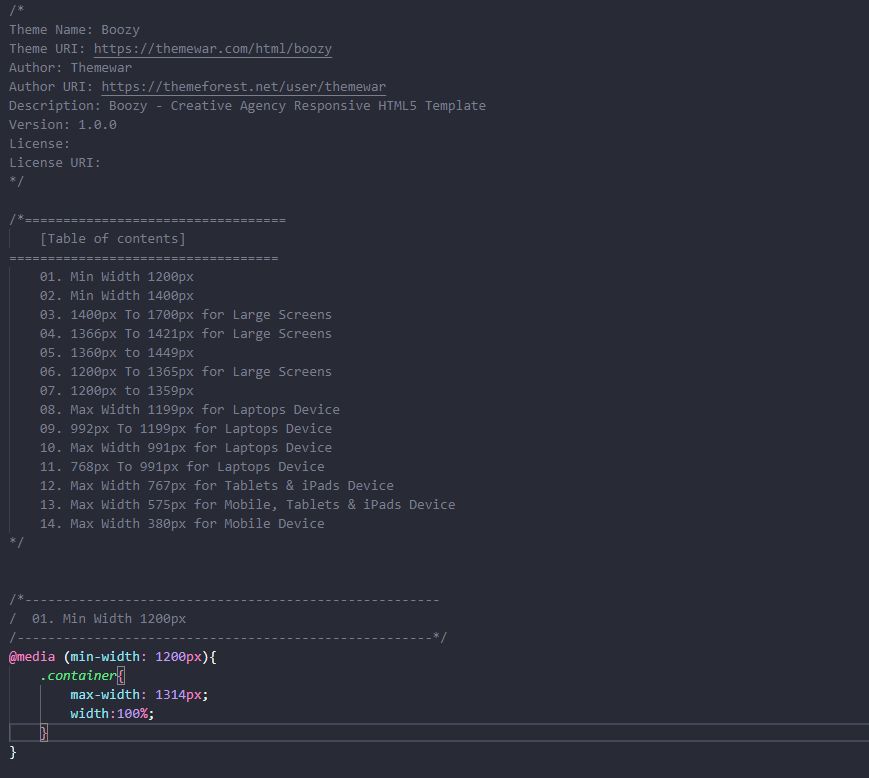 /*
Theme Name: Boozy
Theme URI: https://themewar.com/html/boozy
Author: Themewar
Author URI: https://themeforest.net/user/themewar
Description: Boozy - Creative Agency Responsive HTML5 Template
Version: 1.0.0
License:
License URI:
*/
/*==================================
[Table of contents]
===================================
01. Min Width 1200px
02. Min Width 1400px
03. 1400px To 1700px for Large Screens
04. 1366px To 1421px for Large Screens
05. 1360px to 1449px
06. 1200px To 1365px for Large Screens
07. 1200px to 1359px
08. Max Width 1199px for Laptops Device
09. 992px To 1199px for Laptops Device
10. Max Width 991px for Laptops Device
11. 768px To 991px for Laptops Device
12. Max Width 767px for Tablets & iPads Device
13. Max Width 575px for Mobile, Tablets & iPads Device
14. Max Width 380px for Mobile Device
*/
/*------------------------------------------------------
/  01. Min Width 1200px
/------------------------------------------------------*/
@media (min-width: 1200px){
.container{
max-width: 1314px;
width:100%;
}
}